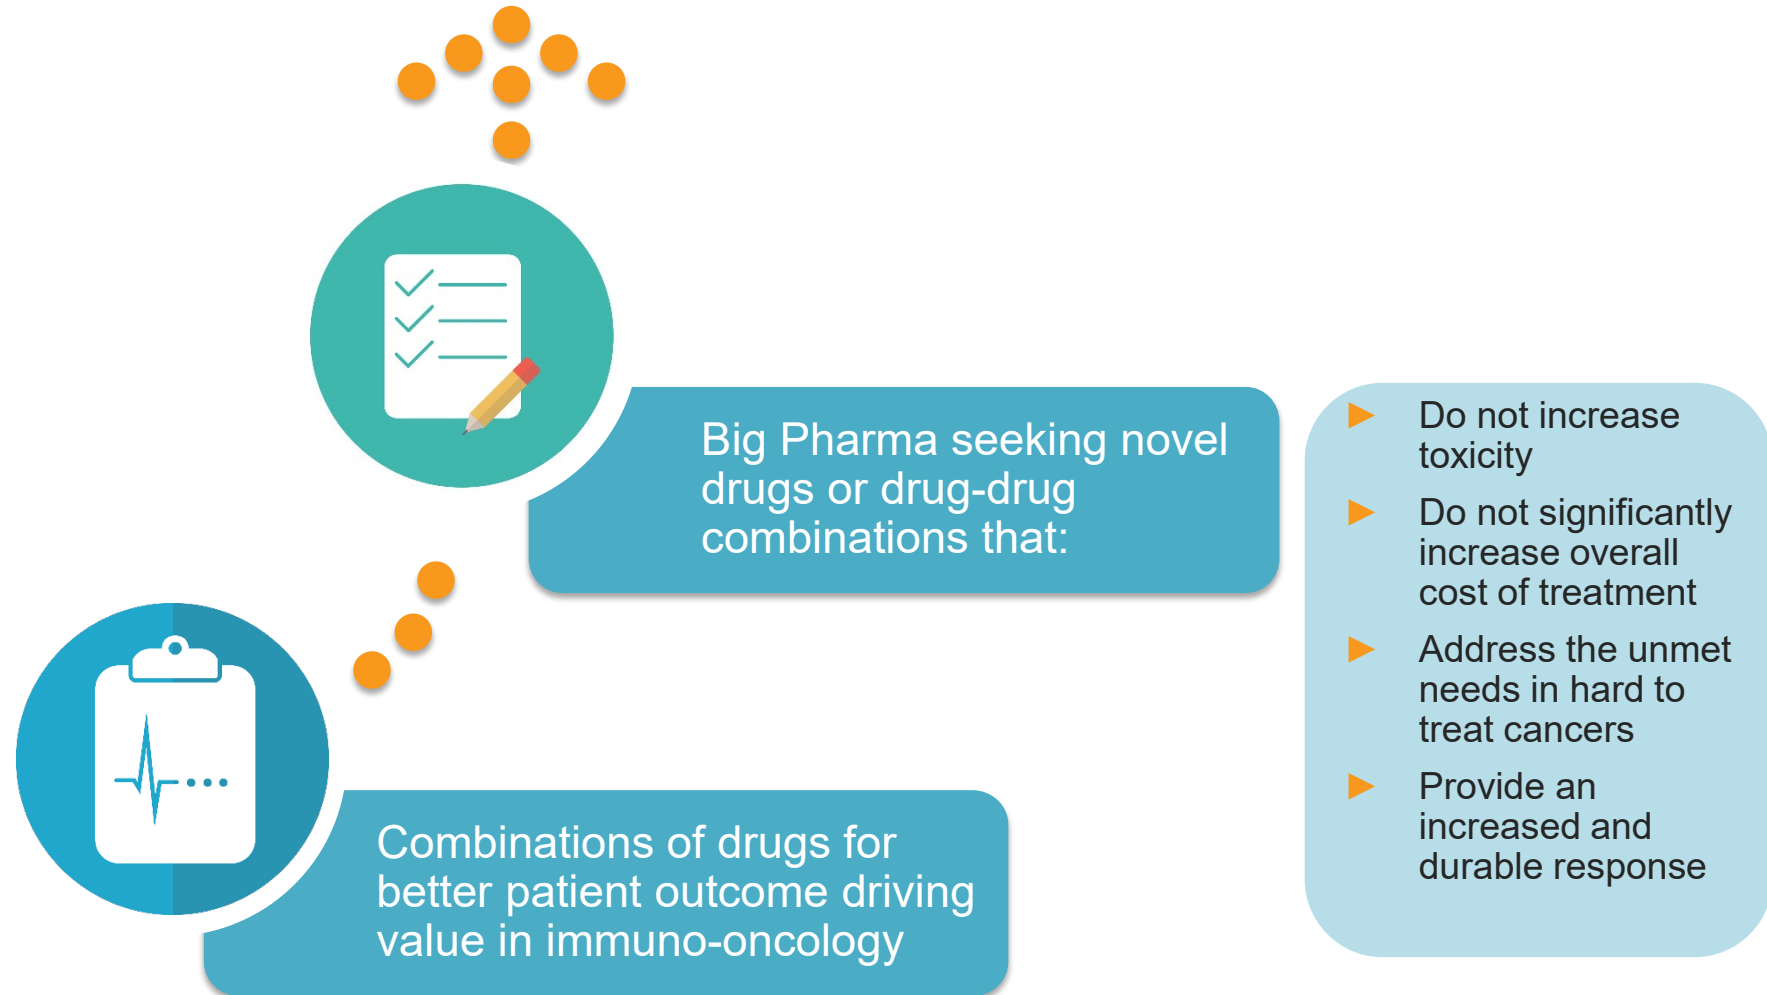 Big Pharma seeking novel
drugs or drug-drug
combinations that:
Do not increase
toxicity
Do not significantly
increase overall
cost of treatment
Address the unmet
needs in hard to
treat cancers
Provide an
increased and
durable response
Combinations of drugs for
better patient outcome driving
value in immuno-oncology